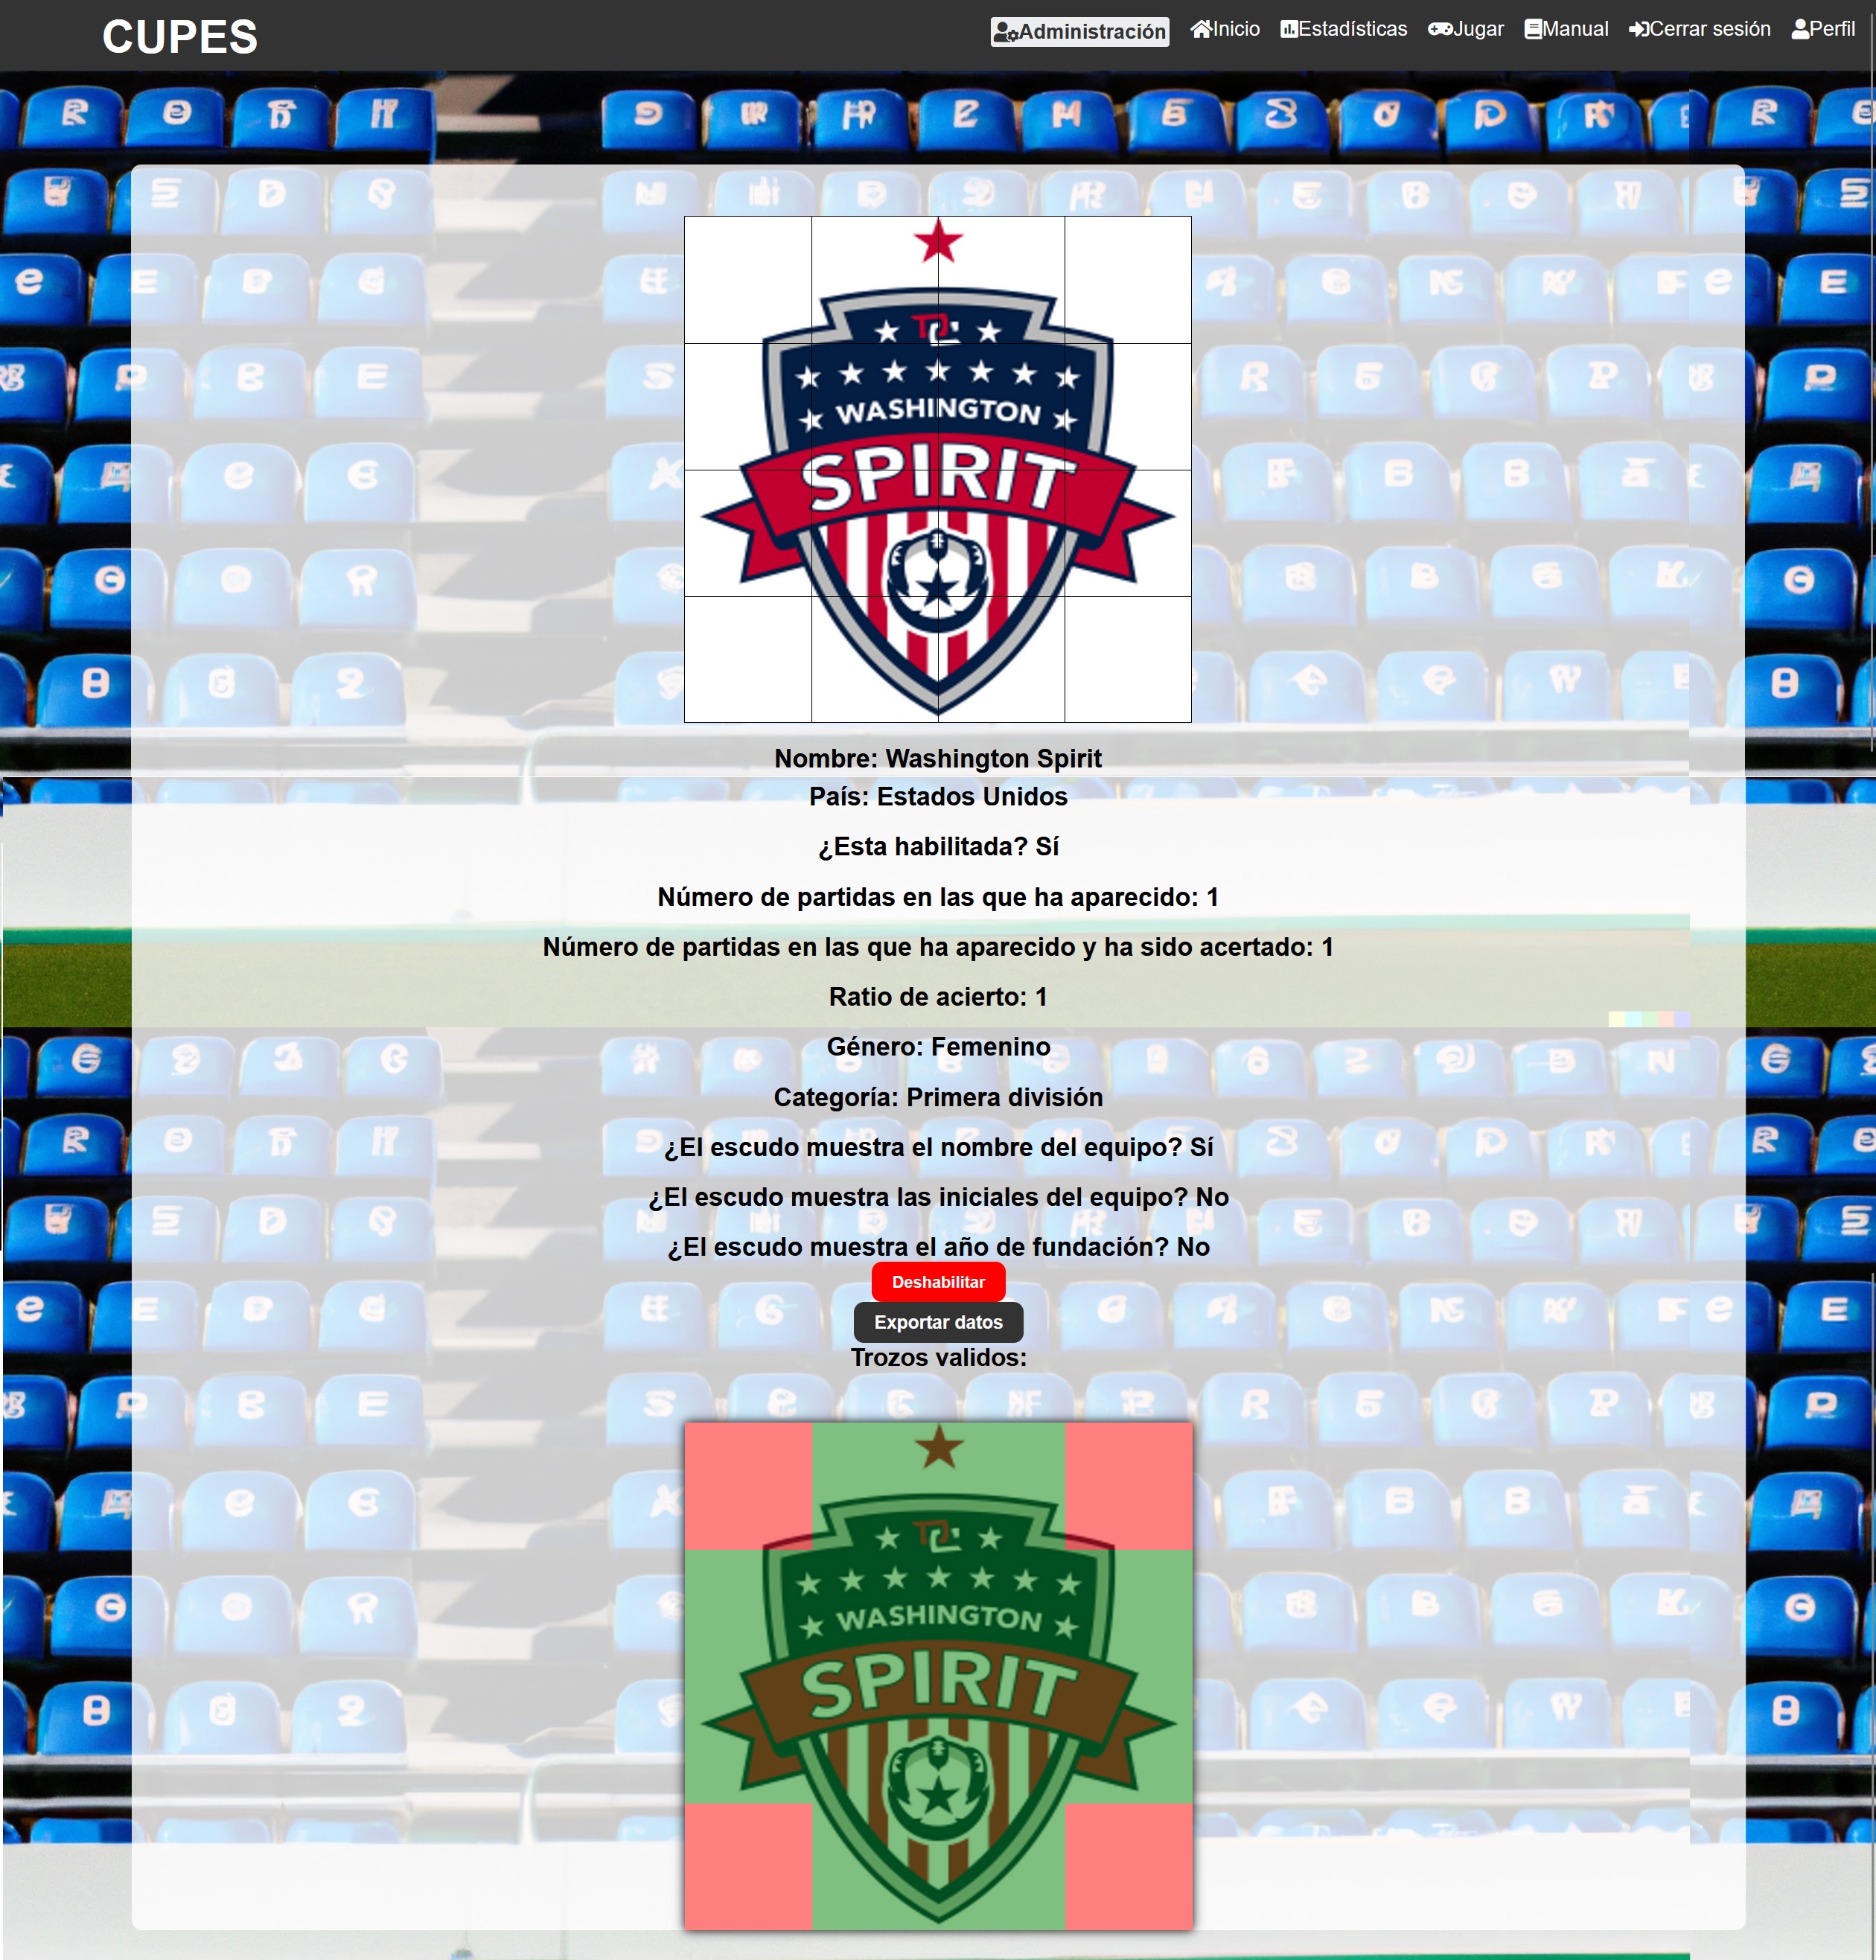 CUPES
Administración Inicio Estadísticas Jugar Manual Cerrar sesión Perfil
DC
WASHINGTON
SPIRIT
Nombre: Washington Spirit
País: Estados Unidos
¿Esta habilitada? Sí
Número de partidas en las que ha aparecido: 1
Número de partidas en las que ha aparecido y ha sido acertado: 1
Ratio de acierto: 1
Género: Femenino
Categoría: Primera división
¿El escudo muestra el nombre del equipo? Sí
¿El escudo muestra las iniciales del equipo? No
¿El escudo muestra el año de fundación? No
Deshabilitar
Exportar datos
Trozos validos:
DC
WASHINGTON
SPIRIT